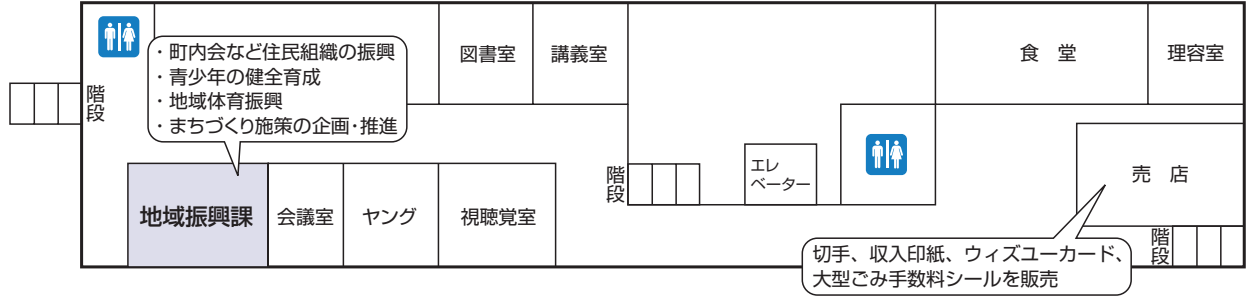 図書室
講義室
食 堂
理容室
・町内会など住民組織の振興
・青少年の健全育成
・地域体育振興
・まちづくり施策の企画・推進
階段
地域振興課
会議室
ヤング
視聴覚室
階段
エレ
ベーター
売 店
階段
切手、収入印紙、ウィズユーカード、
大型ごみ手数料シールを販売